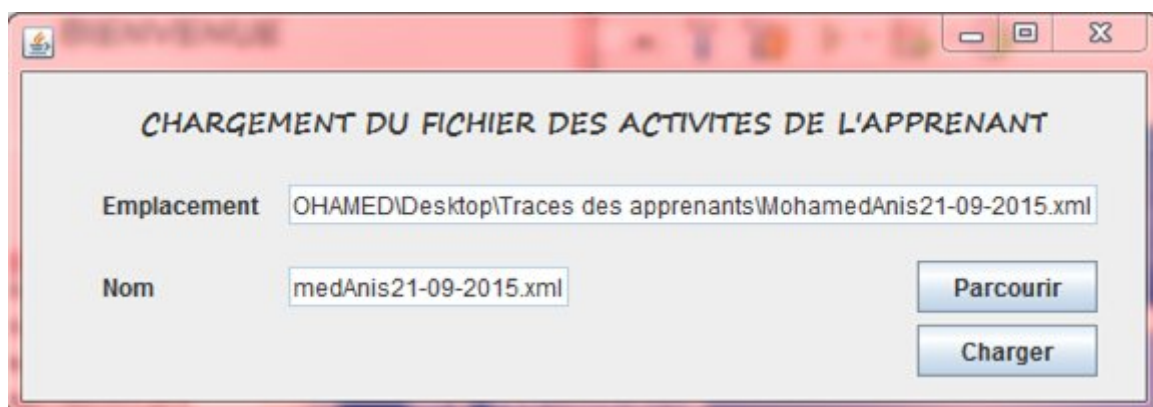 BIENVENUE
CHARGEMENT DU FICHIER DES ACTIVITES DE L'APPRENANT
Emplacement OHAMED\Desktop\Traces des apprenants\MohamedAnis21-09-2015.xml
Nom medAnis21-09-2015.xml
Parcourir
Charger